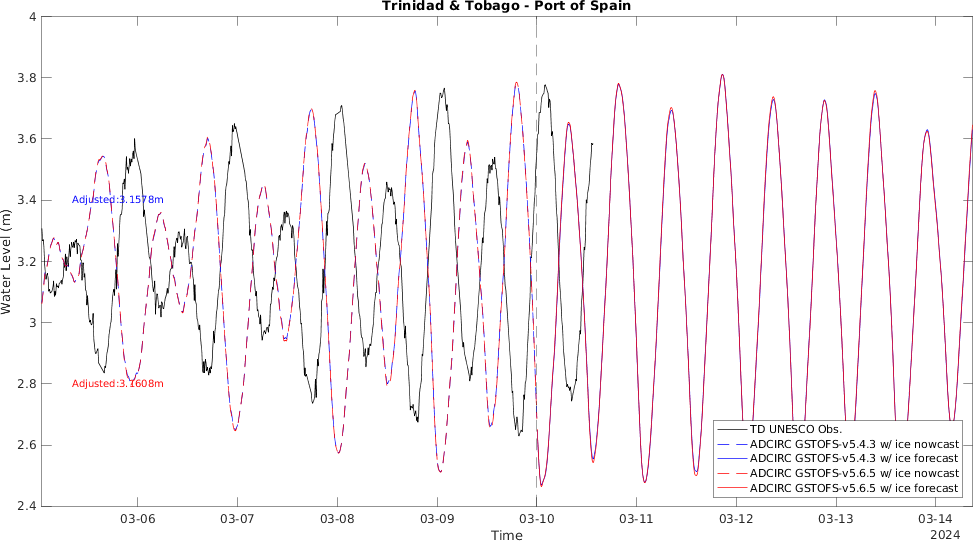 Trinidad & Tobago - Port of Spain
4
3.8
3.6
3.4
3.2
3
2.8
2.6
2.4
Water Level (m)
Adjusted:3.1578m
Adjusted:3.1608m
TD UNESCO Obs.
ADCIRC GSTOFS-v5.4.3 w/ ice nowcast
ADCIRC GSTOFS-v5.4.3 w/ ice forecast
ADCIRC GSTOFS-v5.6.5 w/ ice nowcast
ADCIRC GSTOFS-v5.6.5 w/ ice forecast
03-06 03-07 03-08 03-09 03-10 03-11 03-12 03-13 03-14
Time
2024